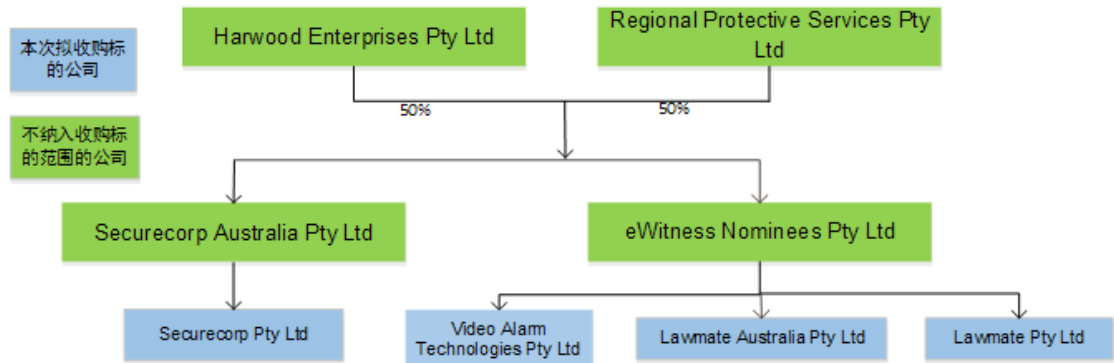 本次拟收购标
的公司
Harwood Enterprises Pty Ltd
Regional Protective Services Pty
Ltd
50%
50%
不纳入收购标
的范围的公司
Securecorp Australia Pty Ltd
eWitness Nominees Pty Ltd
Securecorp Pty Ltd
Video Alarm
Technologies Pty Ltd
Lawmate Australia Pty Ltd
Lawmate Pty Ltd